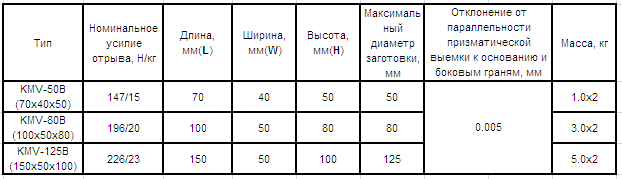 Тип
Номинальное
усилие
отрыва, Н/кг
Длина,
мм(L)
Ширина,
мм(W)
Высота,
мм(H)
Максималь
ный
диаметр
заготовки,
мм
Отклонение от
параллельности
призматической
выемки к основанию и
боковым граням, мм
Масса, кг
KMV-50B
(70x40x50)
147/15
70
40
50
50
0.005
1.0x2
KMV-80B
(100x50x80)
196/20
100
50
80
80
3.0x2
KMV-125B
(150x50x100)
226/23
150
50
100
125
5.0x2